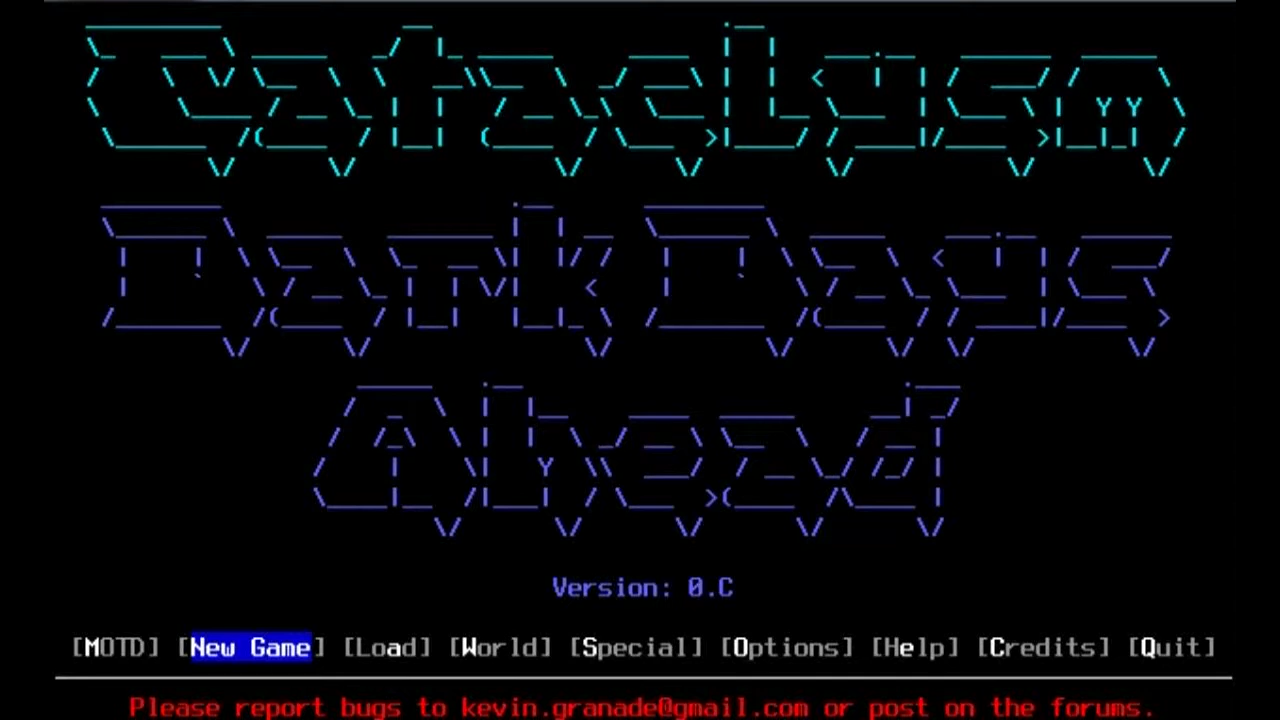 Cataclysm
Dark Days
Ahead
Version: 0.C
[MOTD] [New Game] [Load] [World] [Special] [Options] [Help] [Credits] [Quit]
Please report bugs to kevin.granade@gmail.com or post on the forums.